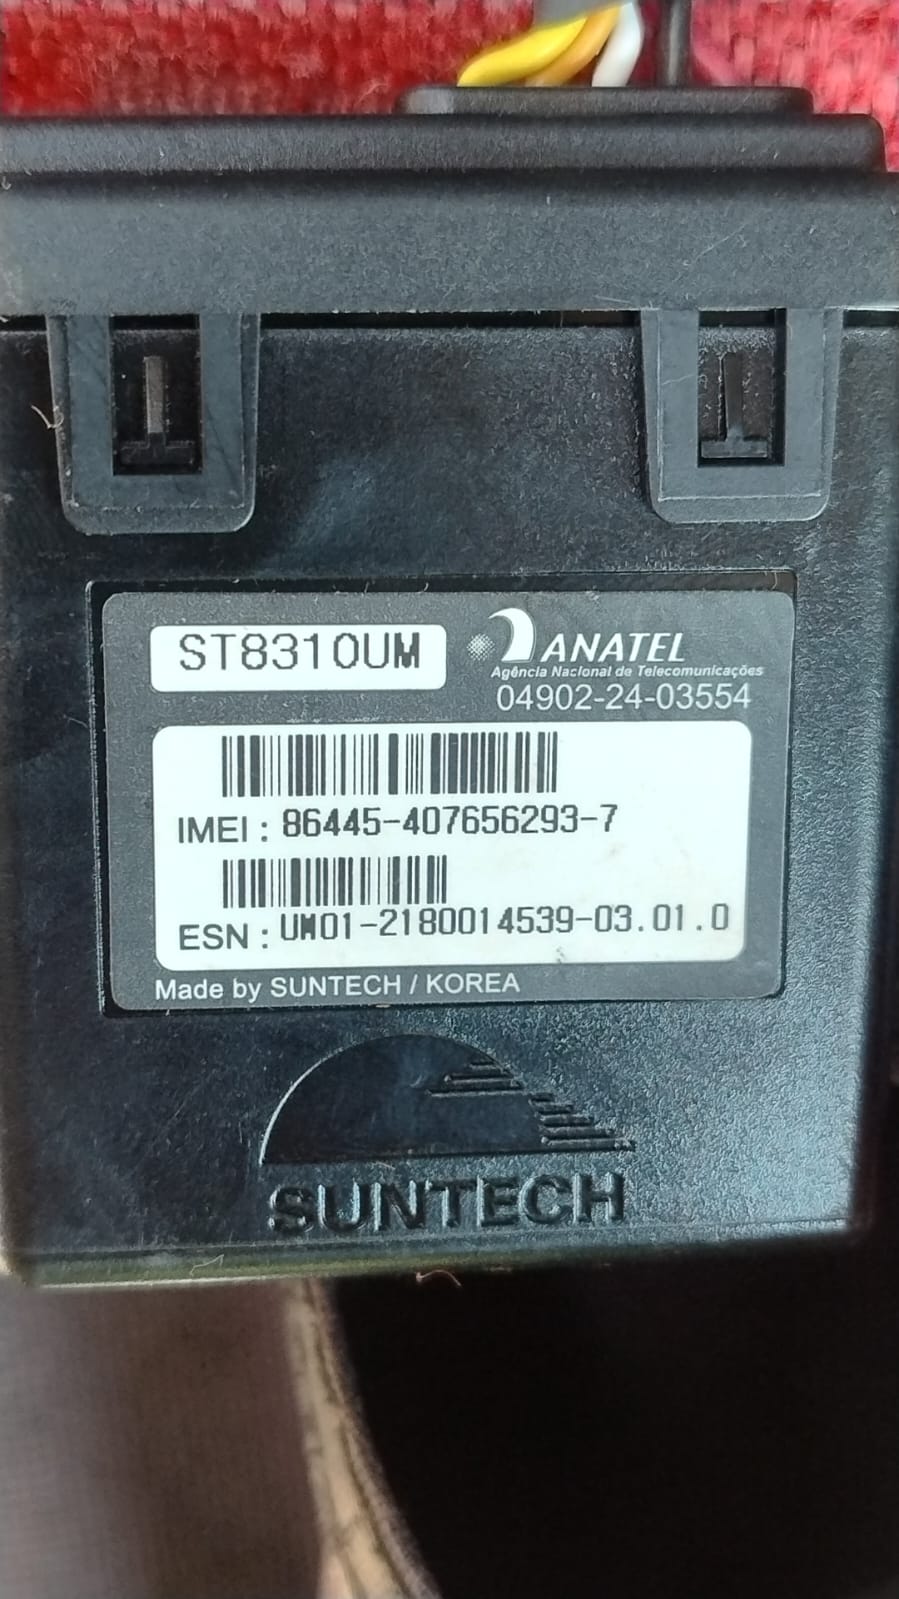 ST8310UM
ANATEL
Agência Nacional de Telecomunicações
04902-24-03554
IMEI : 86445-407656293-7
ESN : UM01-2180014539-03.01.0
Made by SUNTECH / KOREA
SUNTECH